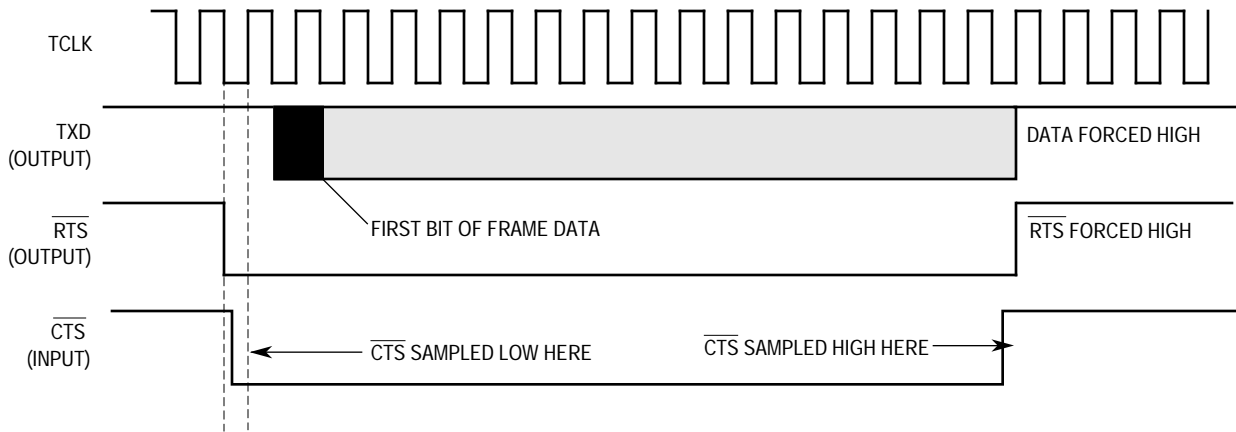 TCLK
TXD
(OUTPUT)
DATA FORCED HIGH
FIRST BIT OF FRAME DATA
RTS
(OUTPUT)
RTS FORCED HIGH
CTS
(INPUT)
CTS SAMPLED LOW HERE
CTS SAMPLED HIGH HERE